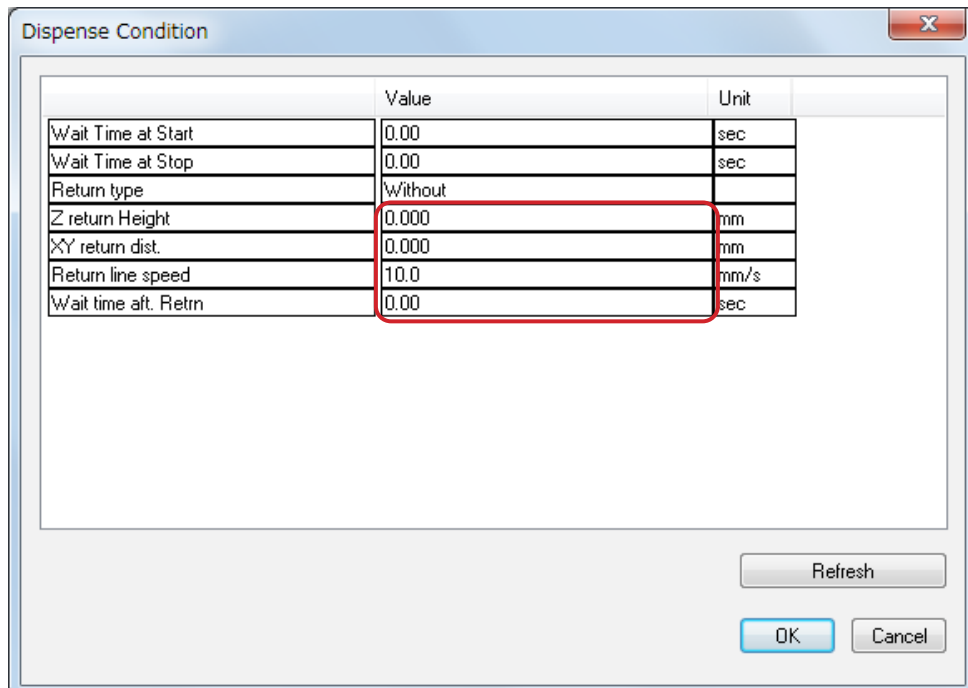 Dispense Condition
Value Unit
Wait Time at Start 0.00 sec
Wait Time at Stop 0.00 sec
Return type Without
Z return Height 0.000 mm
XY return dist. 0.000 mm
Return line speed 10.0 mm/s
Wait time aft. Retrn 0.00 sec
Refresh
OK Cancel